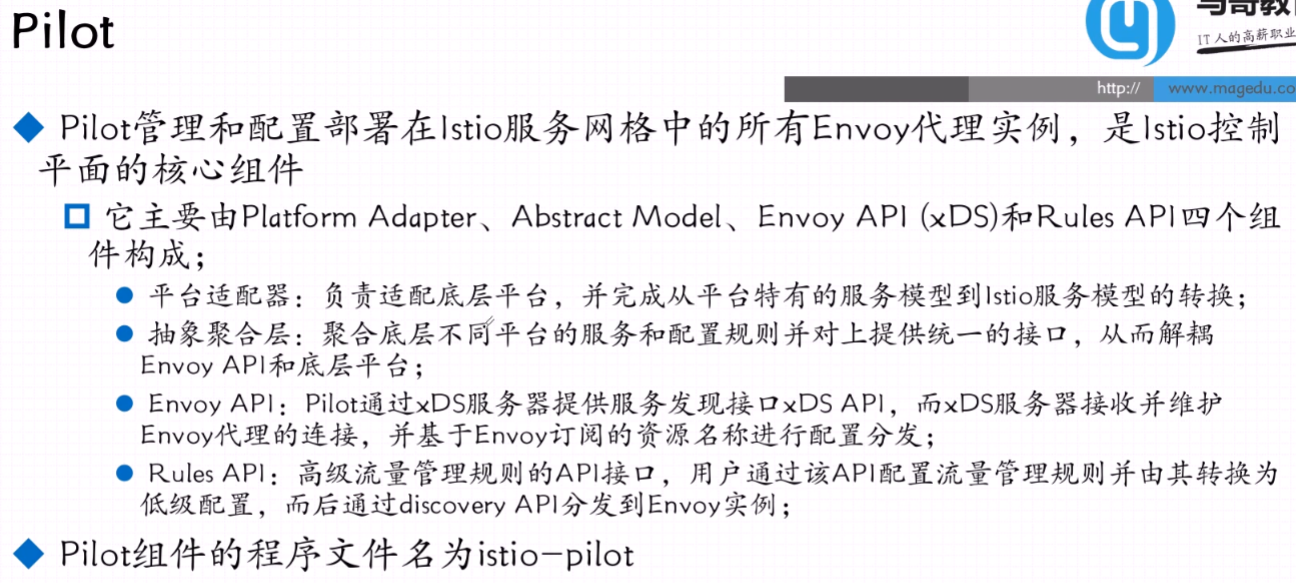 Pilot
IT人的高薪职业
http://
www.magedu.co
◆ Pilot管理和配置部署在Istio服务网格中的所有Envoy代理实例，是Istio控制
平面的核心组件
它主要由Platform Adapter、Abstract Model、Envoy API (xDS)和Rules API四个组
件构成；
● 平台适配器：负责适配底层平台，并完成从平台特有的服务模型到Istio服务模型的转换；
● 抽象聚合层：聚合底层不同平台的服务和配置规则并对上提供统一的接口，从而解耦
Envoy API和底层平台；
● Envoy API：Pilot通过xDS服务器提供服务发现接口xDS API，而xDS服务器接收并维护
Envoy代理的连接，并基于Envoy订阅的资源名称进行配置分发；
● Rules API：高级流量管理规则的API接口，用户通过该API配置流量管理规则并由其转换为
低级配置，而后通过discovery API分发到Envoy实例；
◆ Pilot组件的程序文件名为istio-pilot